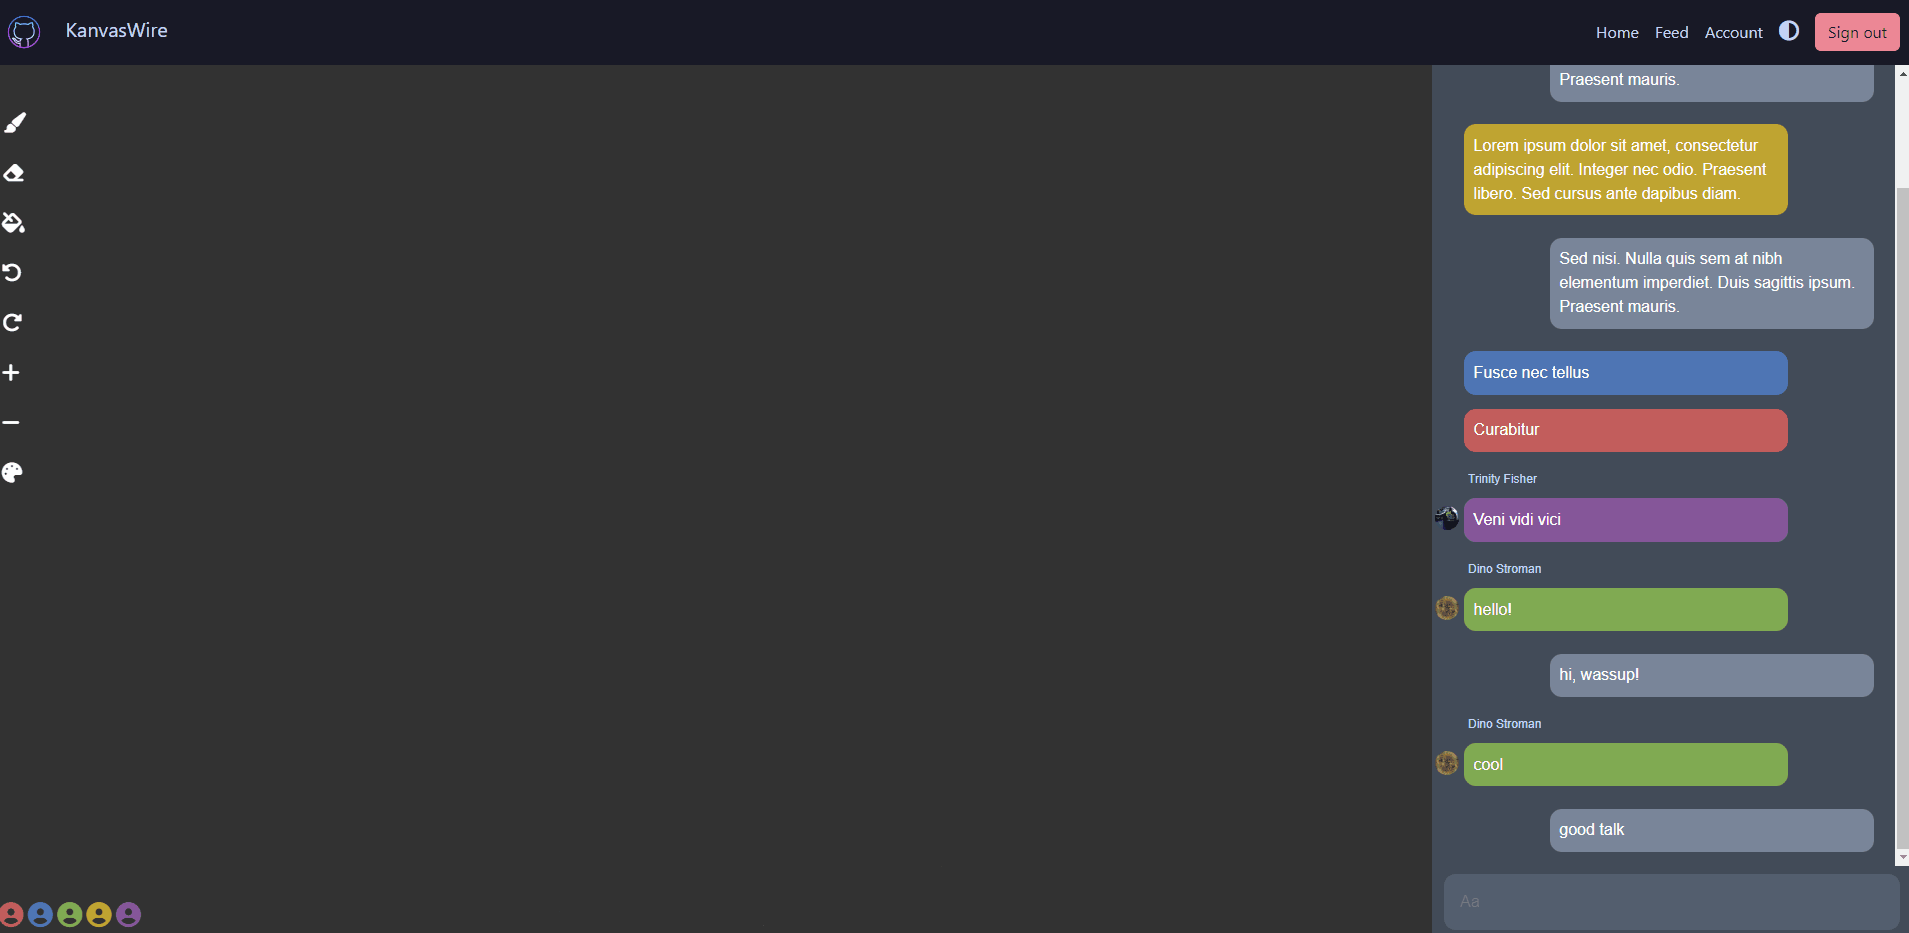 KanvasWire
Home Feed Account Sign out
Praesent mauris.
Lorem ipsum dolor sit amet, consectetur
adipiscing elit. Integer nec odio. Praesent
libero. Sed cursus ante dapibus diam.
Sed nisi. Nulla quis sem at nibh
elementum imperdiet. Duis sagittis ipsum.
Praesent mauris.
Fusce nec tellus
Curabitur
Trinity Fisher
Veni vidi vici
Dino Stroman
hello!
hi, wassup!
Dino Stroman
cool
good talk
Aa